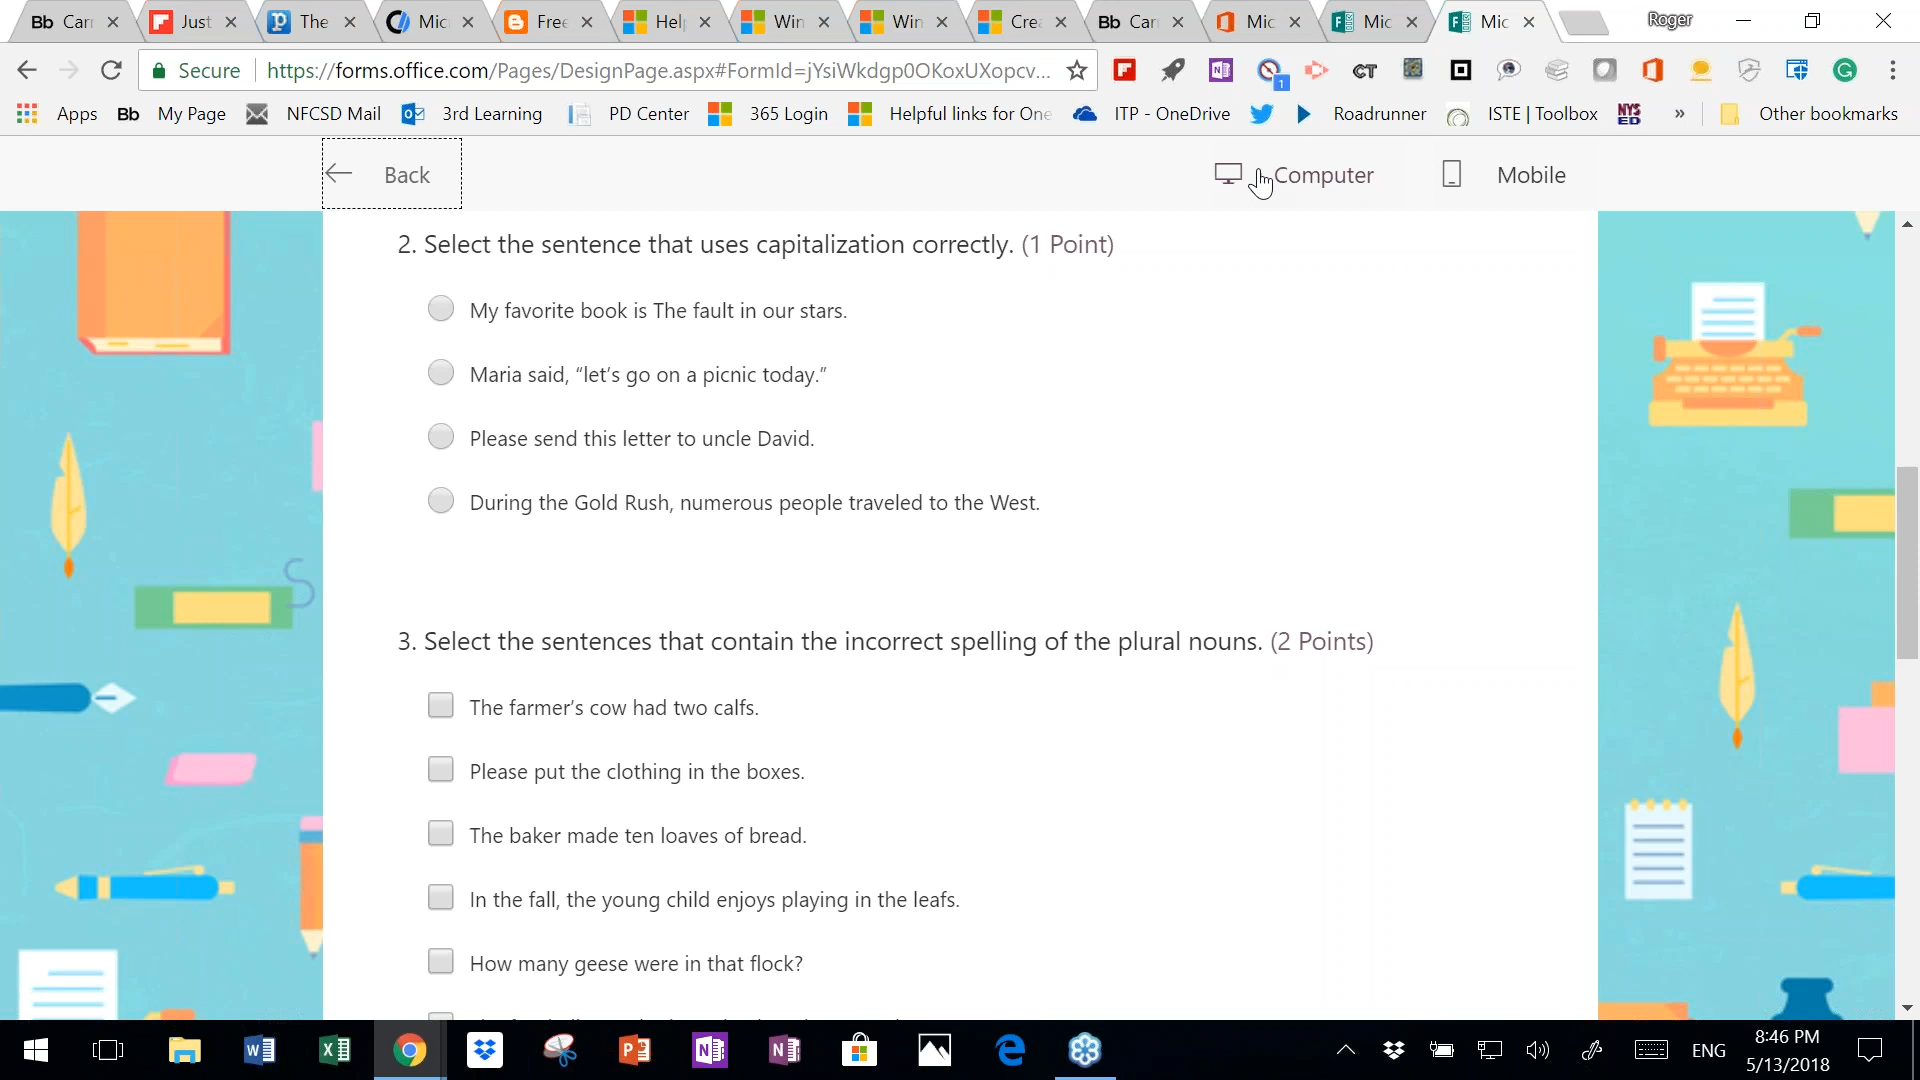 Bb Carr
Just
The
Mic
Free
Help
Win
Win
Crea
Bb Carr
Mic
Mic
Mic
Roger
Secure https://forms.office.com/Pages/DesignPage.aspx#FormId=jYsiWkdgp0OKoxUXopcv...
Apps Bb My Page NFCSD Mail 3rd Learning PD Center 365 Login Helpful links for One ITP - OneDrive Roadrunner ISTE | Toolbox NYS ED » Other bookmarks
Back Computer Mobile
2. Select the sentence that uses capitalization correctly. (1 Point)
My favorite book is The fault in our stars.
Maria said, “let’s go on a picnic today.”
Please send this letter to uncle David.
During the Gold Rush, numerous people traveled to the West.
3. Select the sentences that contain the incorrect spelling of the plural nouns. (2 Points)
The farmer’s cow had two calfs.
Please put the clothing in the boxes.
The baker made ten loaves of bread.
In the fall, the young child enjoys playing in the leafs.
How many geese were in that flock?
ENG
8:46 PM
5/13/2018